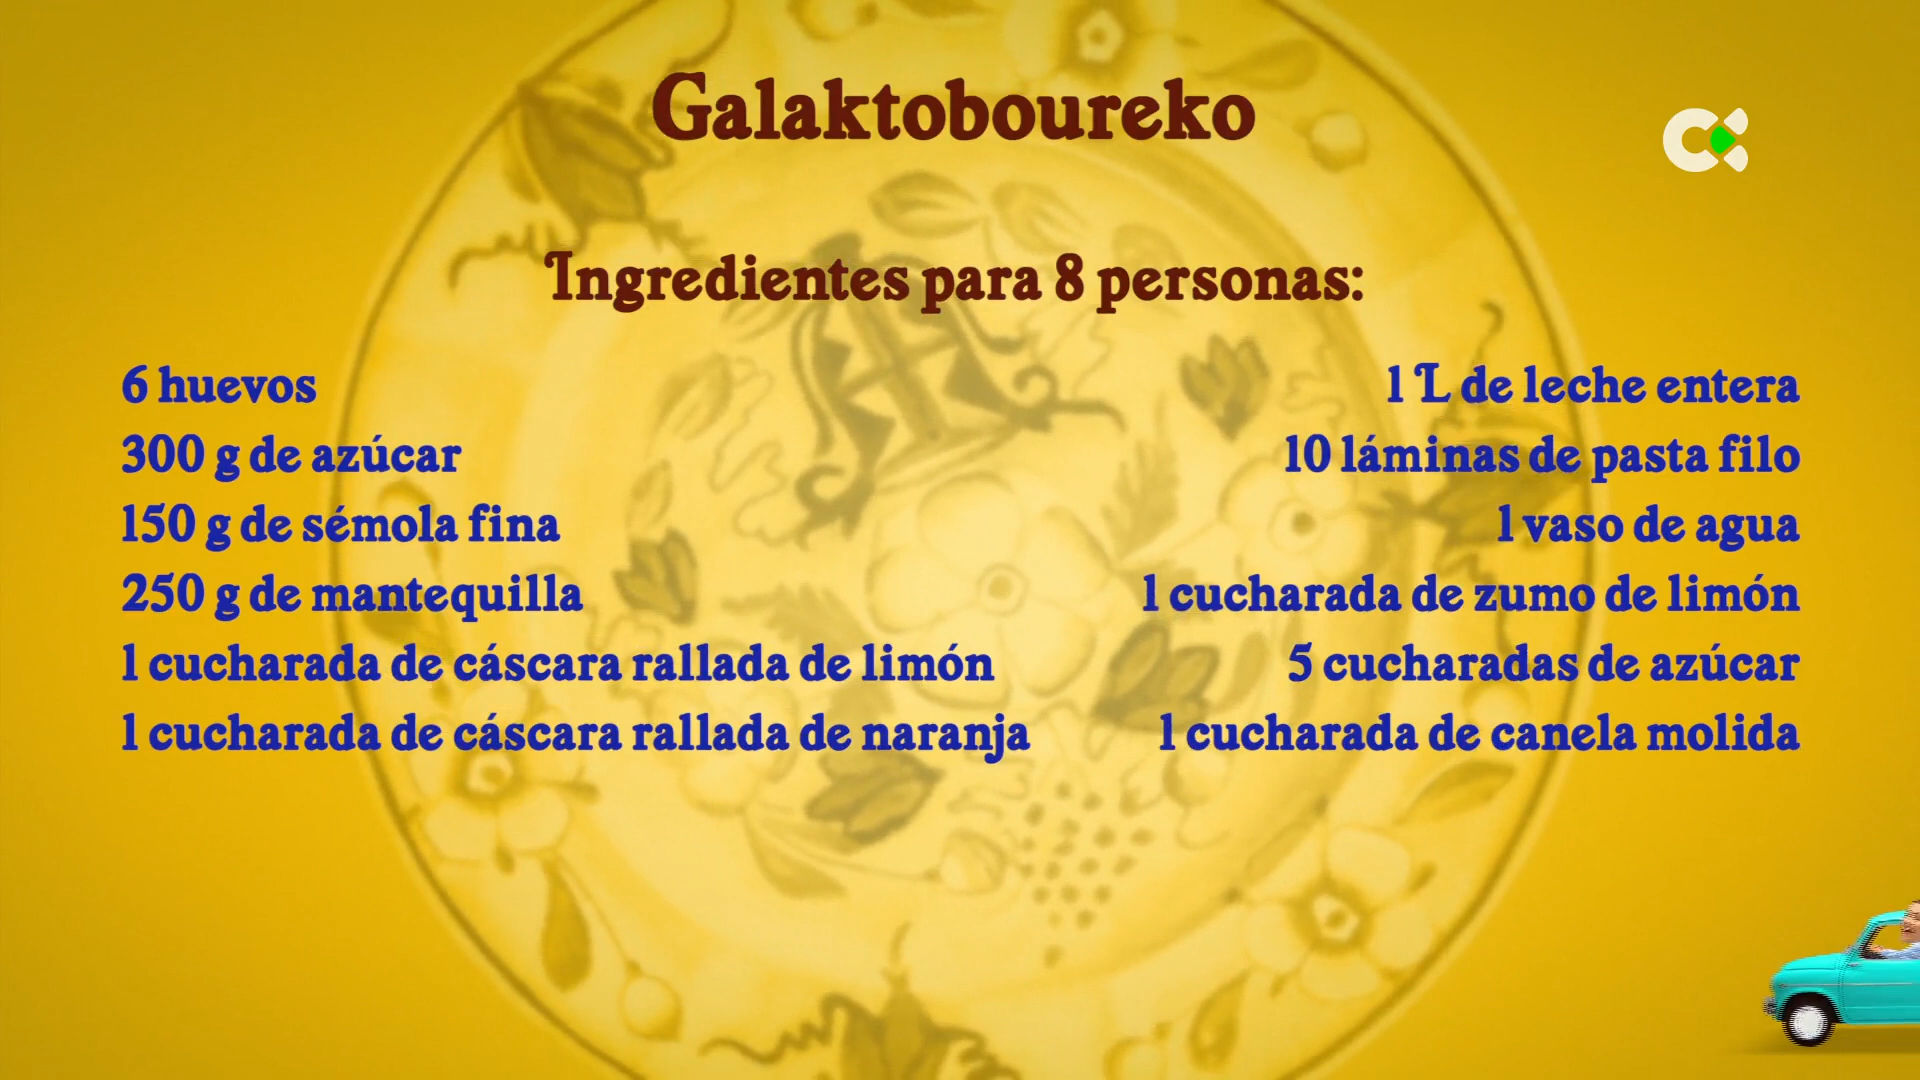 Galaktoboureko
Ingredientes para 8 personas:
6 huevos
300 g de azúcar
150 g de sémola fina
250 g de mantequilla
1 cucharada de cáscara rallada de limón
1 cucharada de cáscara rallada de naranja
1 L de leche entera
10 láminas de pasta filo
1 vaso de agua
1 cucharada de zumo de limón
5 cucharadas de azúcar
1 cucharada de canela molida